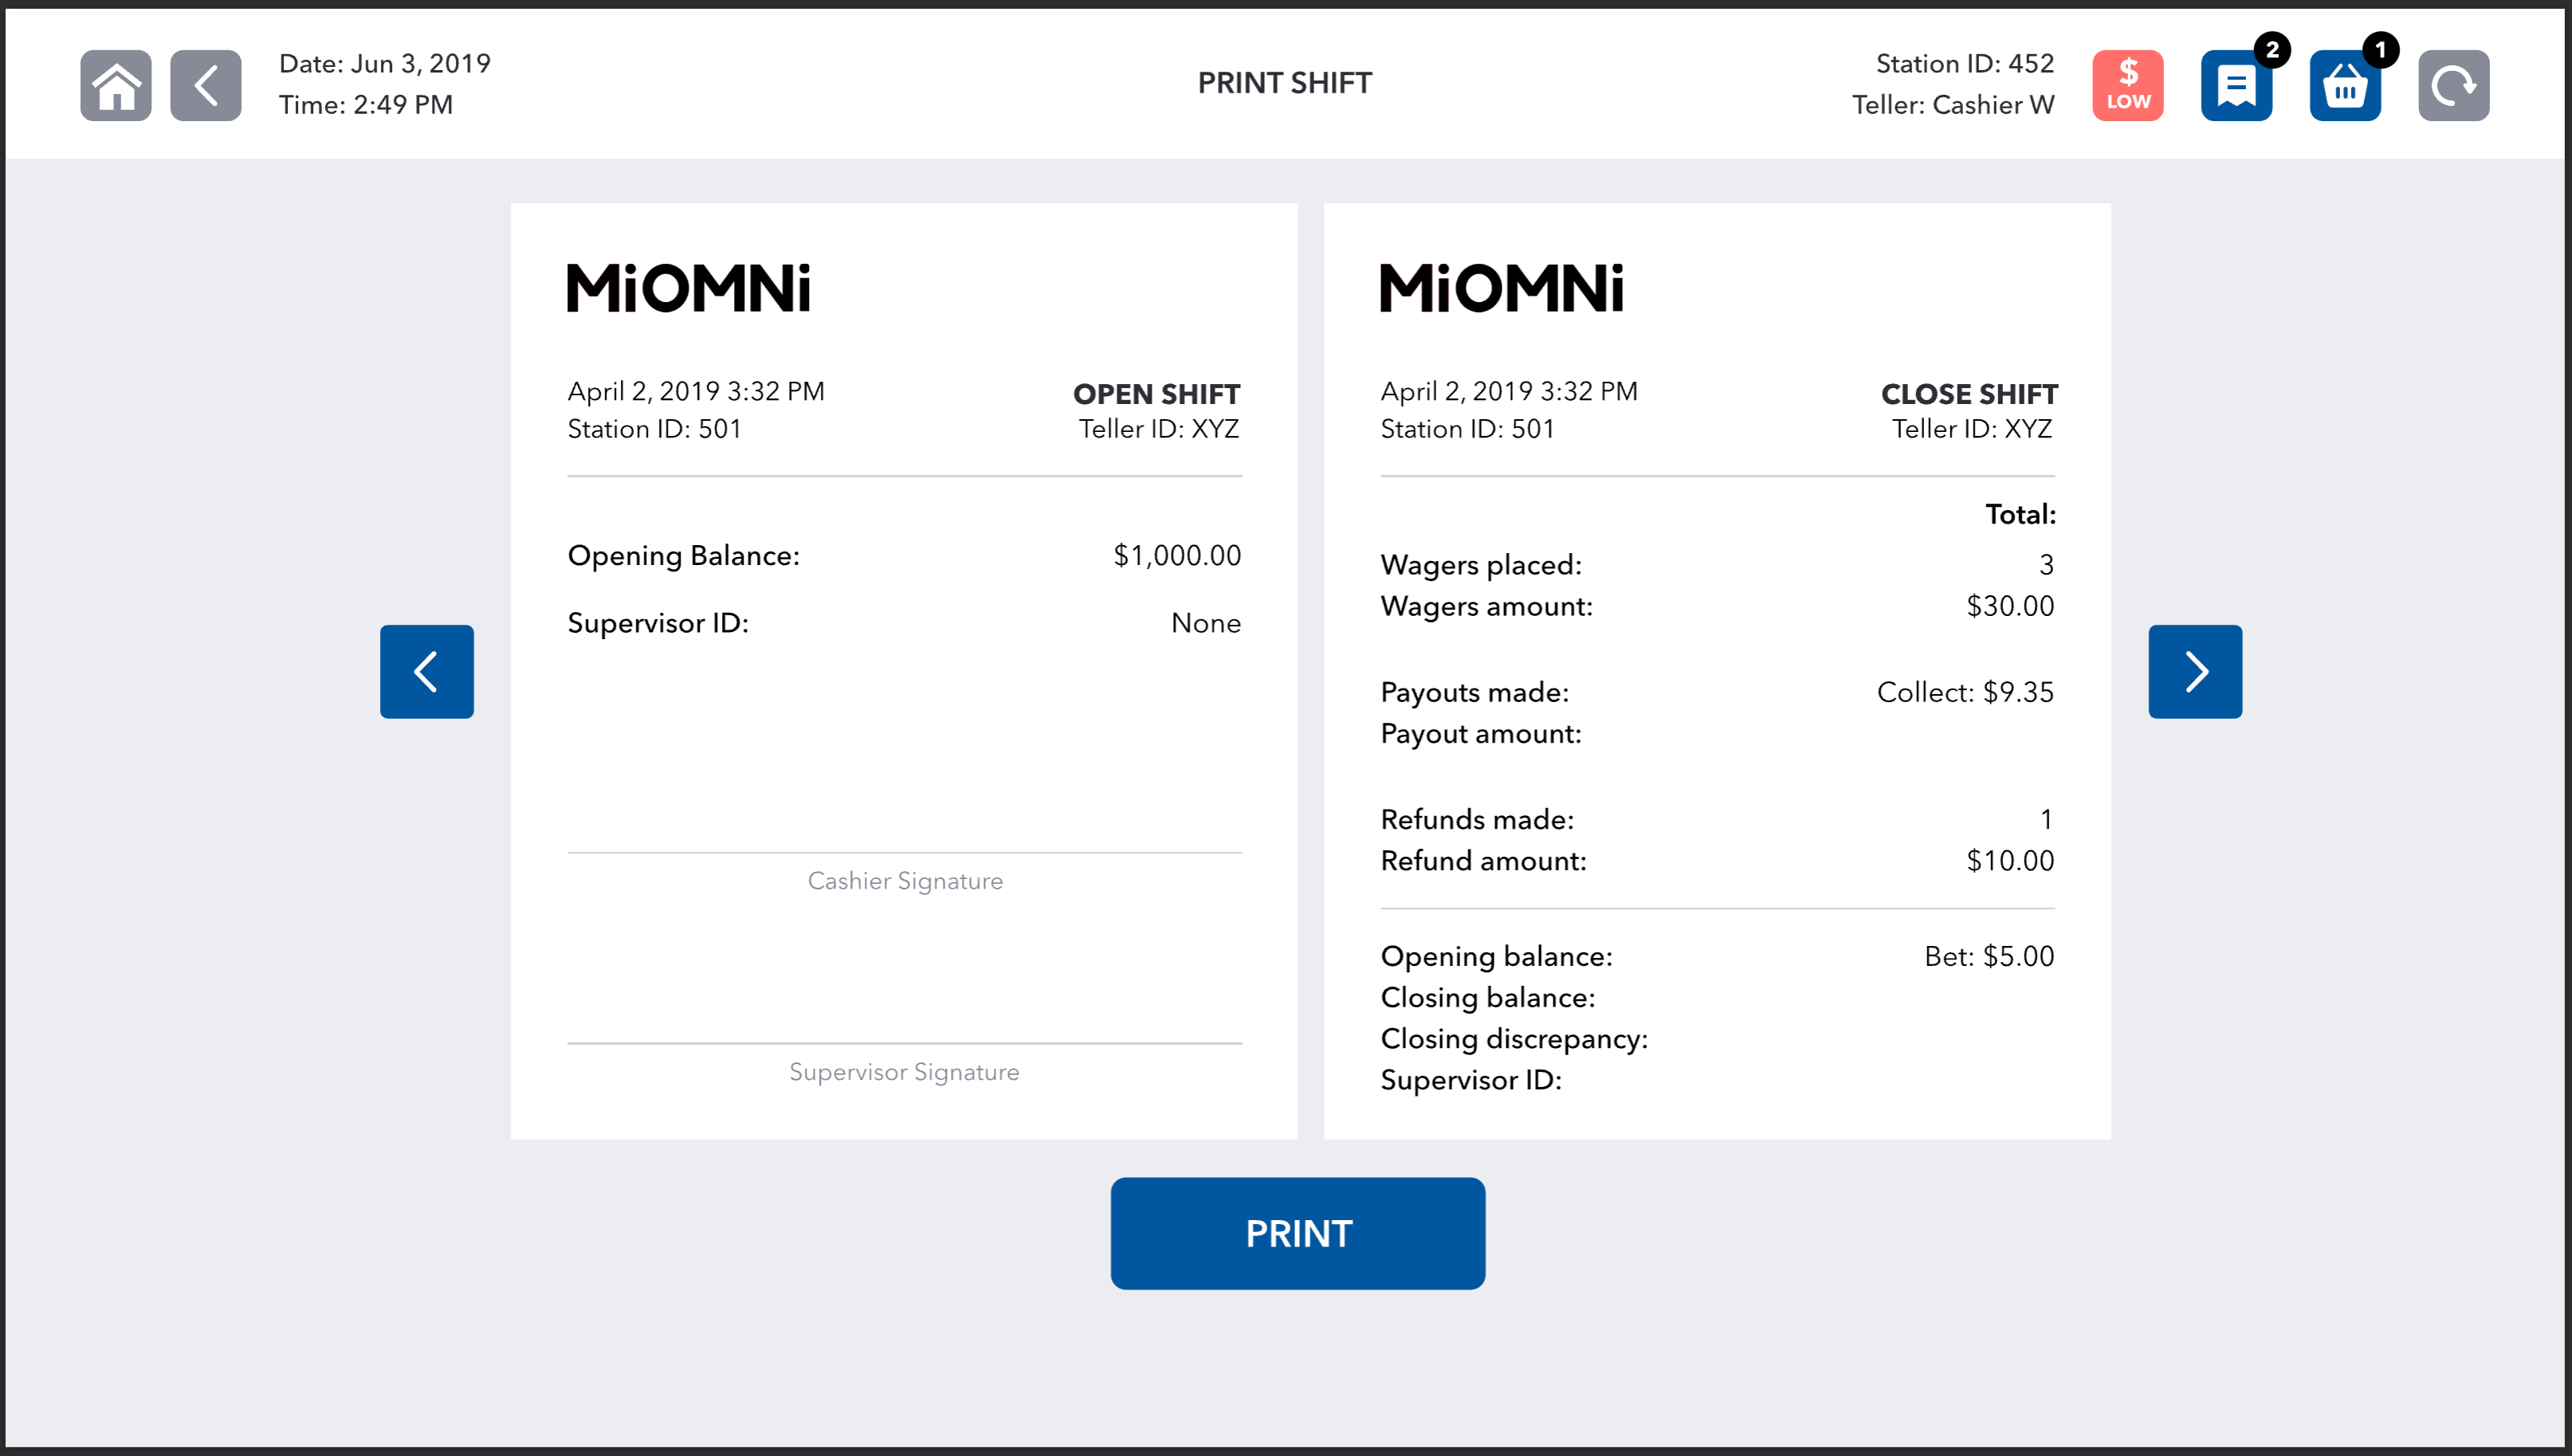 Date: Jun 3, 2019
Time: 2:49 PM
PRINT SHIFT
Station ID: 452
Teller: Cashier W
$
LOW
2
1
MiOMNi
April 2, 2019 3:32 PM
OPEN SHIFT
Station ID: 501
Teller ID: XYZ
Opening Balance: $1,000.00
Supervisor ID: None
Cashier Signature
Supervisor Signature
MiOMNi
April 2, 2019 3:32 PM
CLOSE SHIFT
Station ID: 501
Teller ID: XYZ
Total:
Wagers placed: 3
Wagers amount: $30.00
Payouts made: Collect: $9.35
Payout amount:
Refunds made: 1
Refund amount: $10.00
Opening balance: Bet: $5.00
Closing balance:
Closing discrepancy:
Supervisor ID:
PRINT